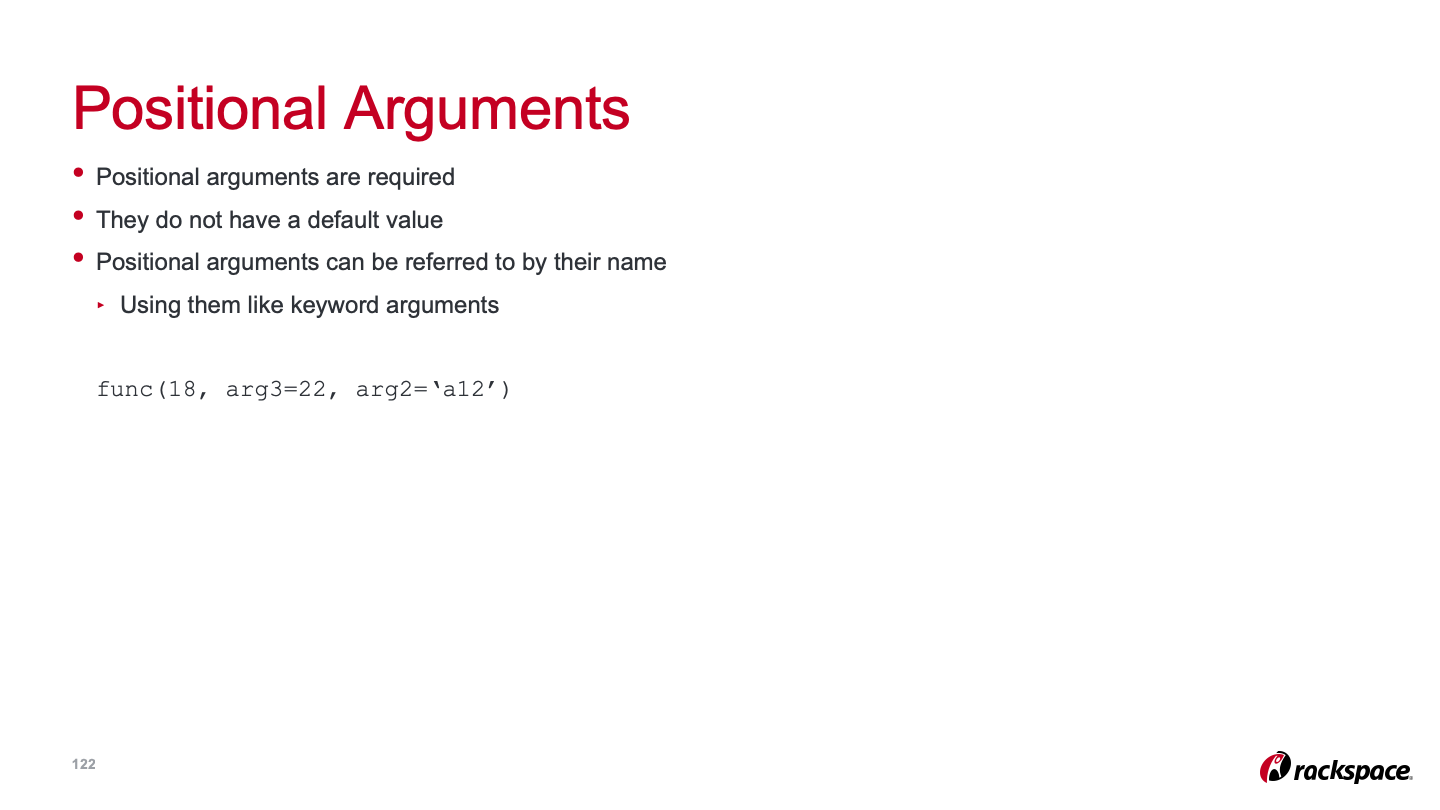 Positional Arguments
• Positional arguments are required
• They do not have a default value
• Positional arguments can be referred to by their name
▸ Using them like keyword arguments
func(18, arg3=22, arg2=‘a12’)
122
rackspace.